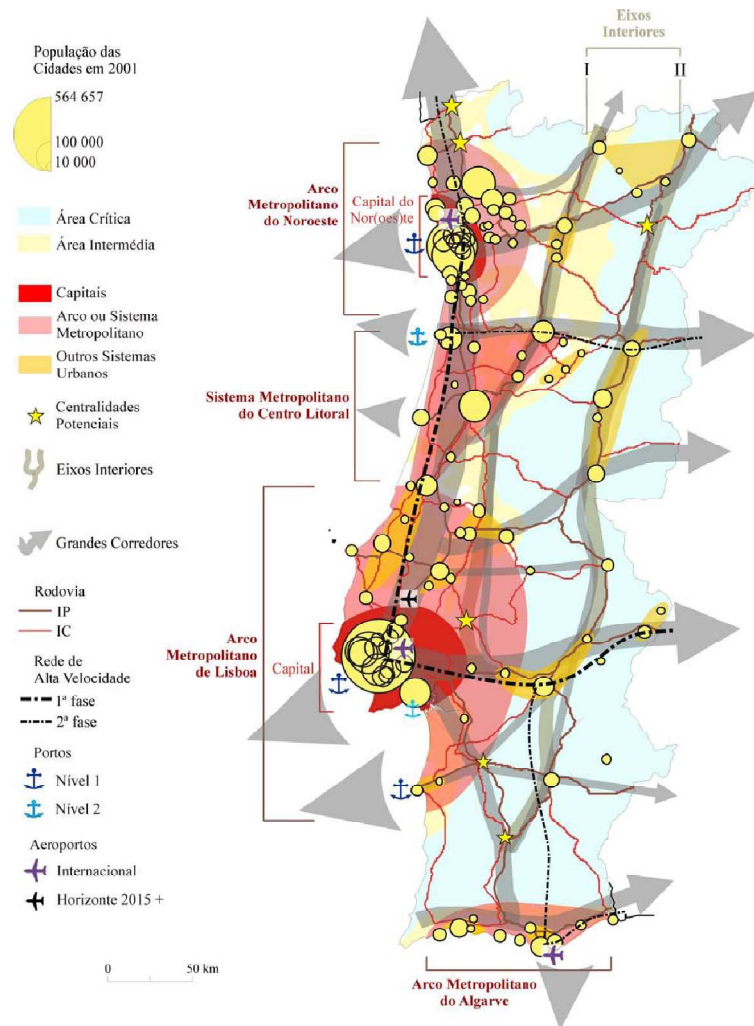 População das
Cidades em 2001
564 657
100 000
10 000
Área Crítica
Área Intermédia
Capitais
Arco ou Sistema
Metropolitano
Outros Sistemas
Urbanos
Centralidades
Potenciais
Eixos Interiores
Grandes Corredores
Rodovia
IP
IC
Rede de
Alta Velocidade
1ª fase
2ª fase
Portos
Nível 1
Nível 2
Aeroportos
Internacional
Horizonte 2015 +
0 50 km
Eixos
Interiores
I II
Arco
Metropolitano
do Noroeste
Capital do
Nor(oes)te
Sistema Metropolitano
do Centro Litoral
Arco
Metropolitano
de Lisboa
Capital
Arco Metropolitano
do Algarve